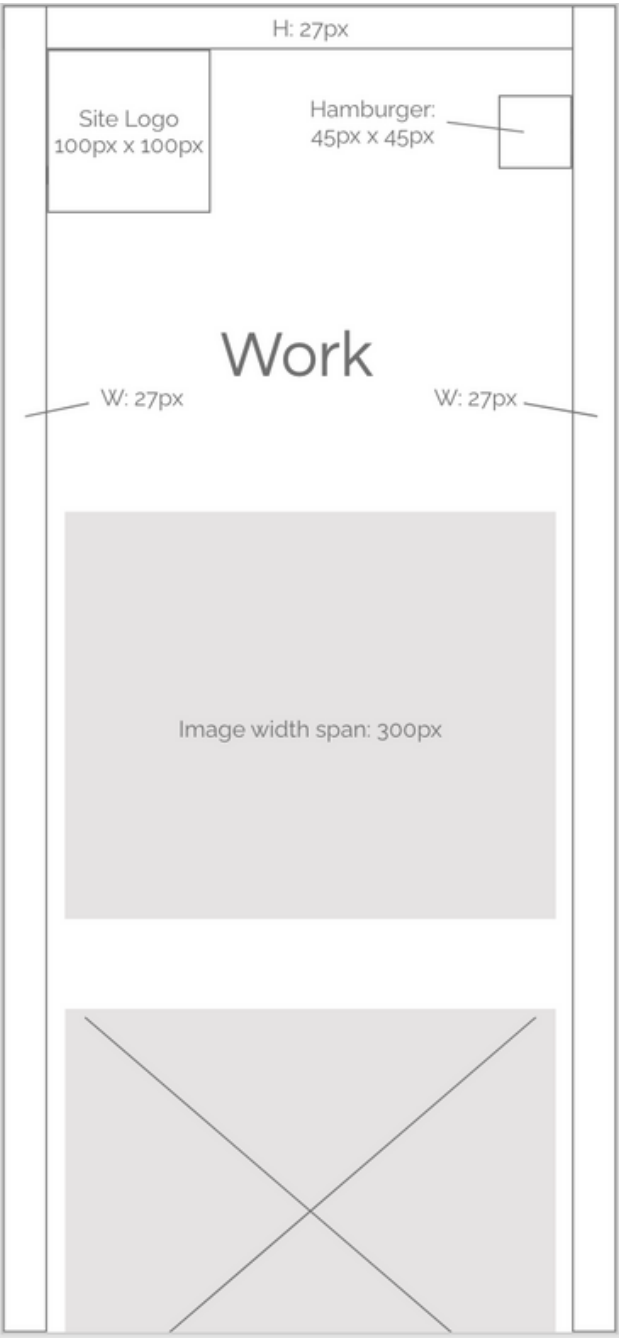 H: 27px
Site Logo
100px x 100px
Hamburger:
45px x 45px
Work
W: 27px
W: 27px
Image width span: 300px